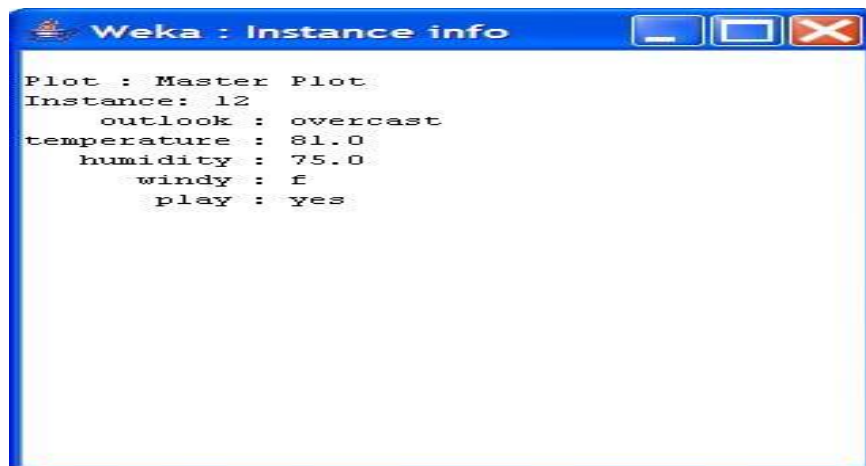 Weka : Instance info
Plot : Master Plot
Instance: 12
outlook : overcast
temperature : 81.0
humidity : 75.0
windy : f
play : yes